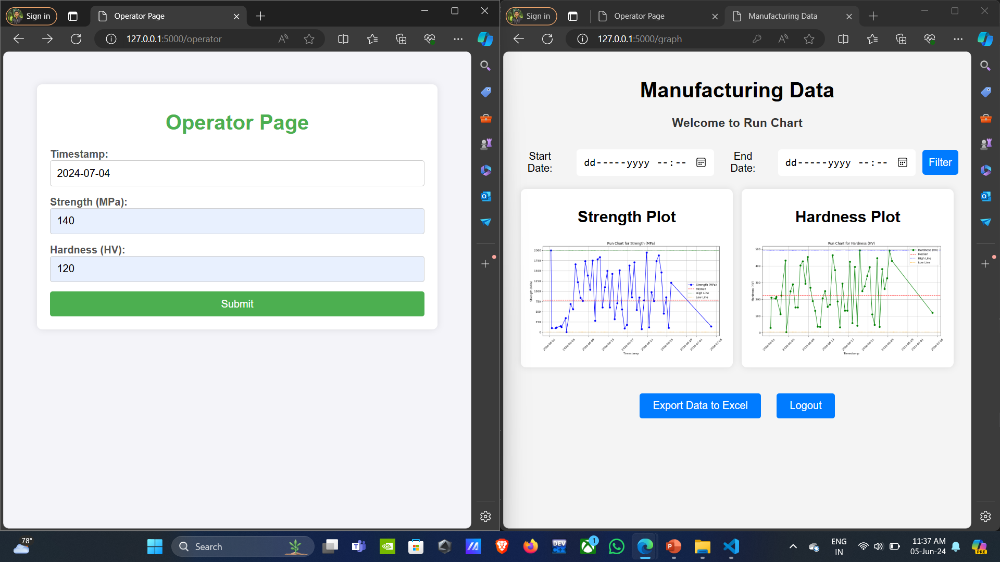 Sign in
Operator Page
127.0.0.1:5000/operator
Operator Page
Timestamp:
2024-07-04
Strength (MPa):
140
Hardness (HV):
120
Submit
Sign in
Operator Page
Manufacturing Data
127.0.0.1:5000/graph
Manufacturing Data
Welcome to Run Chart
Start Date:
dd-----yyyy --:--
End Date:
dd-----yyyy --:--
Filter
Strength Plot
Run Chart for Strength (MPa)
Strength (MPa)
2000
1750
1500
1250
1000
750
500
250
0
Strength (MPa)
Median
High Line
Low Line
2024-06-01
2024-06-05
2024-06-09
2024-06-13
2024-06-17
2024-06-21
2024-06-25
2024-06-29
2024-07-01
2024-07-05
Timestamp
Hardness Plot
Run Chart for Hardness (HV)
Hardness (HV)
500
400
300
200
100
0
Hardness (HV)
Median
High Line
Low Line
2024-06-01
2024-06-05
2024-06-09
2024-06-13
2024-06-17
2024-06-21
2024-06-25
2024-06-29
2024-07-01
2024-07-05
Timestamp
Export Data to Excel
Logout
78°
Search
DEV
C++
1
ENG
IN
11:37 AM
05-Jun-24
PRE